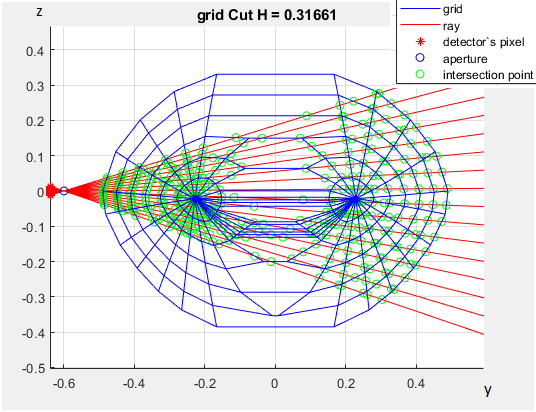 z
grid Cut H = 0.31661
grid
ray
detector`s pixel
aperture
intersection point
0.4
0.3
0.2
0.1
0
-0.1
-0.2
-0.3
-0.4
-0.5
-0.6 -0.4 -0.2 0 0.2 0.4
y